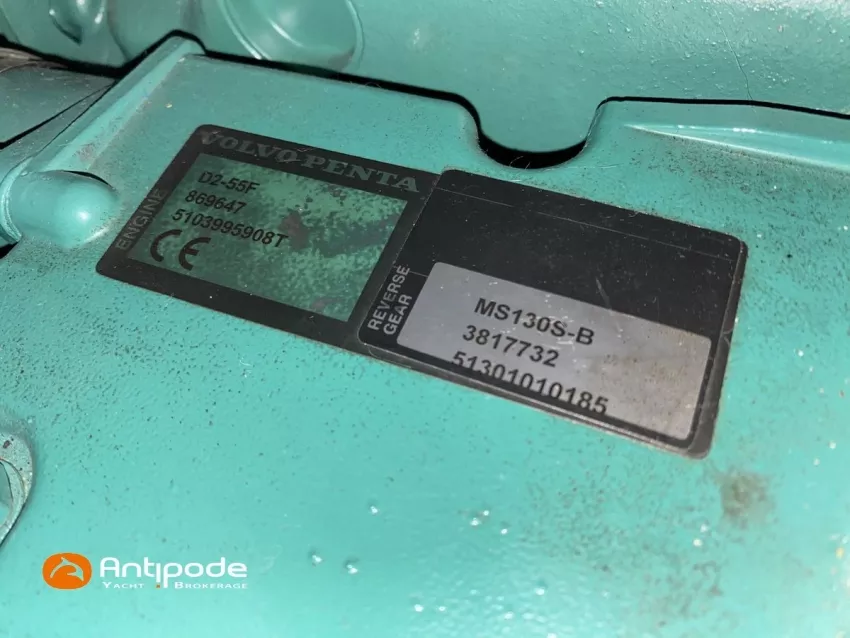 VOLVO PENTA
ENGINE
D2-55F
869647
5103995908T
CE
REVERSE
GEAR
MS130S-B
3817732
51301010185
Antipode
YACHT BROKERAGE